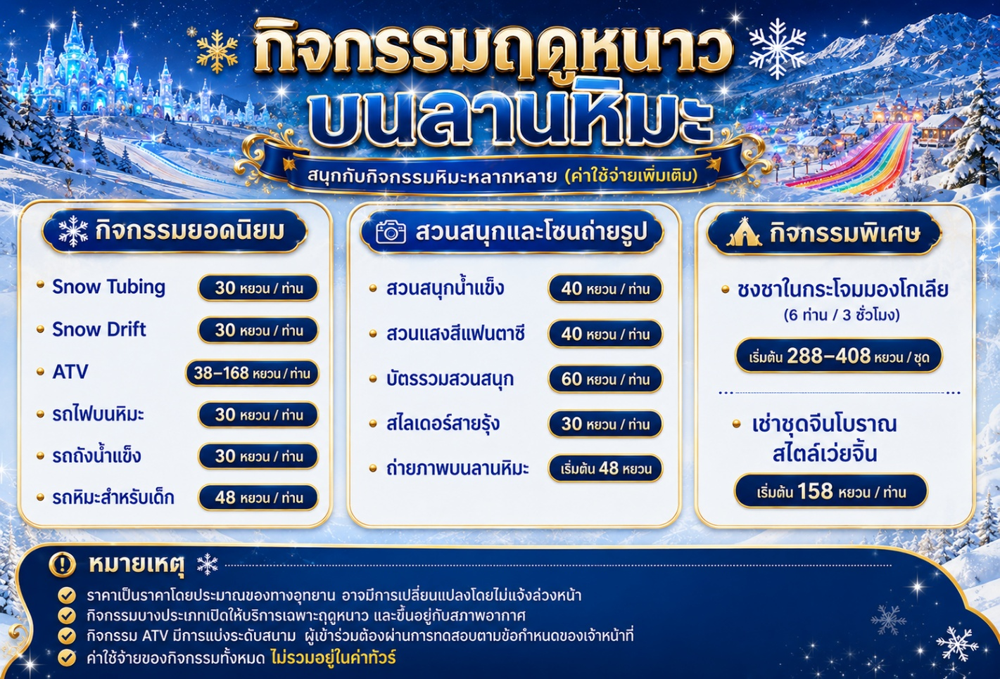 กิจกรรมฤดูหนาว
บนลานหิมะ
สนุกกับกิจกรรมหิมะหลากหลาย (ค่าใช้จ่ายเพิ่มเติม)
กิจกรรมยอดนิยม
Snow Tubing 30 หยวน / ท่าน
Snow Drift 30 หยวน / ท่าน
ATV 38–168 หยวน / ท่าน
รถไฟบนหิมะ 30 หยวน / ท่าน
รถถังน้ำแข็ง 30 หยวน / ท่าน
รถหิมะสำหรับเด็ก 48 หยวน / ท่าน
สวนสนุกและโซนถ่ายรูป
สวนสนุกน้ำแข็ง 40 หยวน / ท่าน
สวนแสงสีแฟนตาซี 40 หยวน / ท่าน
บัตรรวมสวนสนุก 60 หยวน / ท่าน
สไลเดอร์สายรุ้ง 30 หยวน / ท่าน
ถ่ายภาพบนลานหิมะ เริ่มต้น 48 หยวน
กิจกรรมพิเศษ
ชงชาในกระโจมมองโกเลีย
(6 ท่าน / 3 ชั่วโมง)
เริ่มต้น 288–408 หยวน / ชุด
เช่าชุดจีนโบราณ
สไตล์เว่ยจิ้น
เริ่มต้น 158 หยวน / ท่าน
หมายเหตุ
ราคาเป็นราคาโดยประมาณของทางอุทยาน อาจมีการเปลี่ยนแปลงโดยไม่แจ้งล่วงหน้า
กิจกรรมบางประเภทเปิดให้บริการเฉพาะฤดูหนาว และขึ้นอยู่กับสภาพอากาศ
กิจกรรม ATV มีการแบ่งระดับสนาม ผู้เข้าร่วมต้องผ่านการทดสอบตามข้อกำหนดของเจ้าหน้าที่
ค่าใช้จ้ายของกิจกรรมทั้งหมด ไม่รวมอยู่ในค่าทัวร์